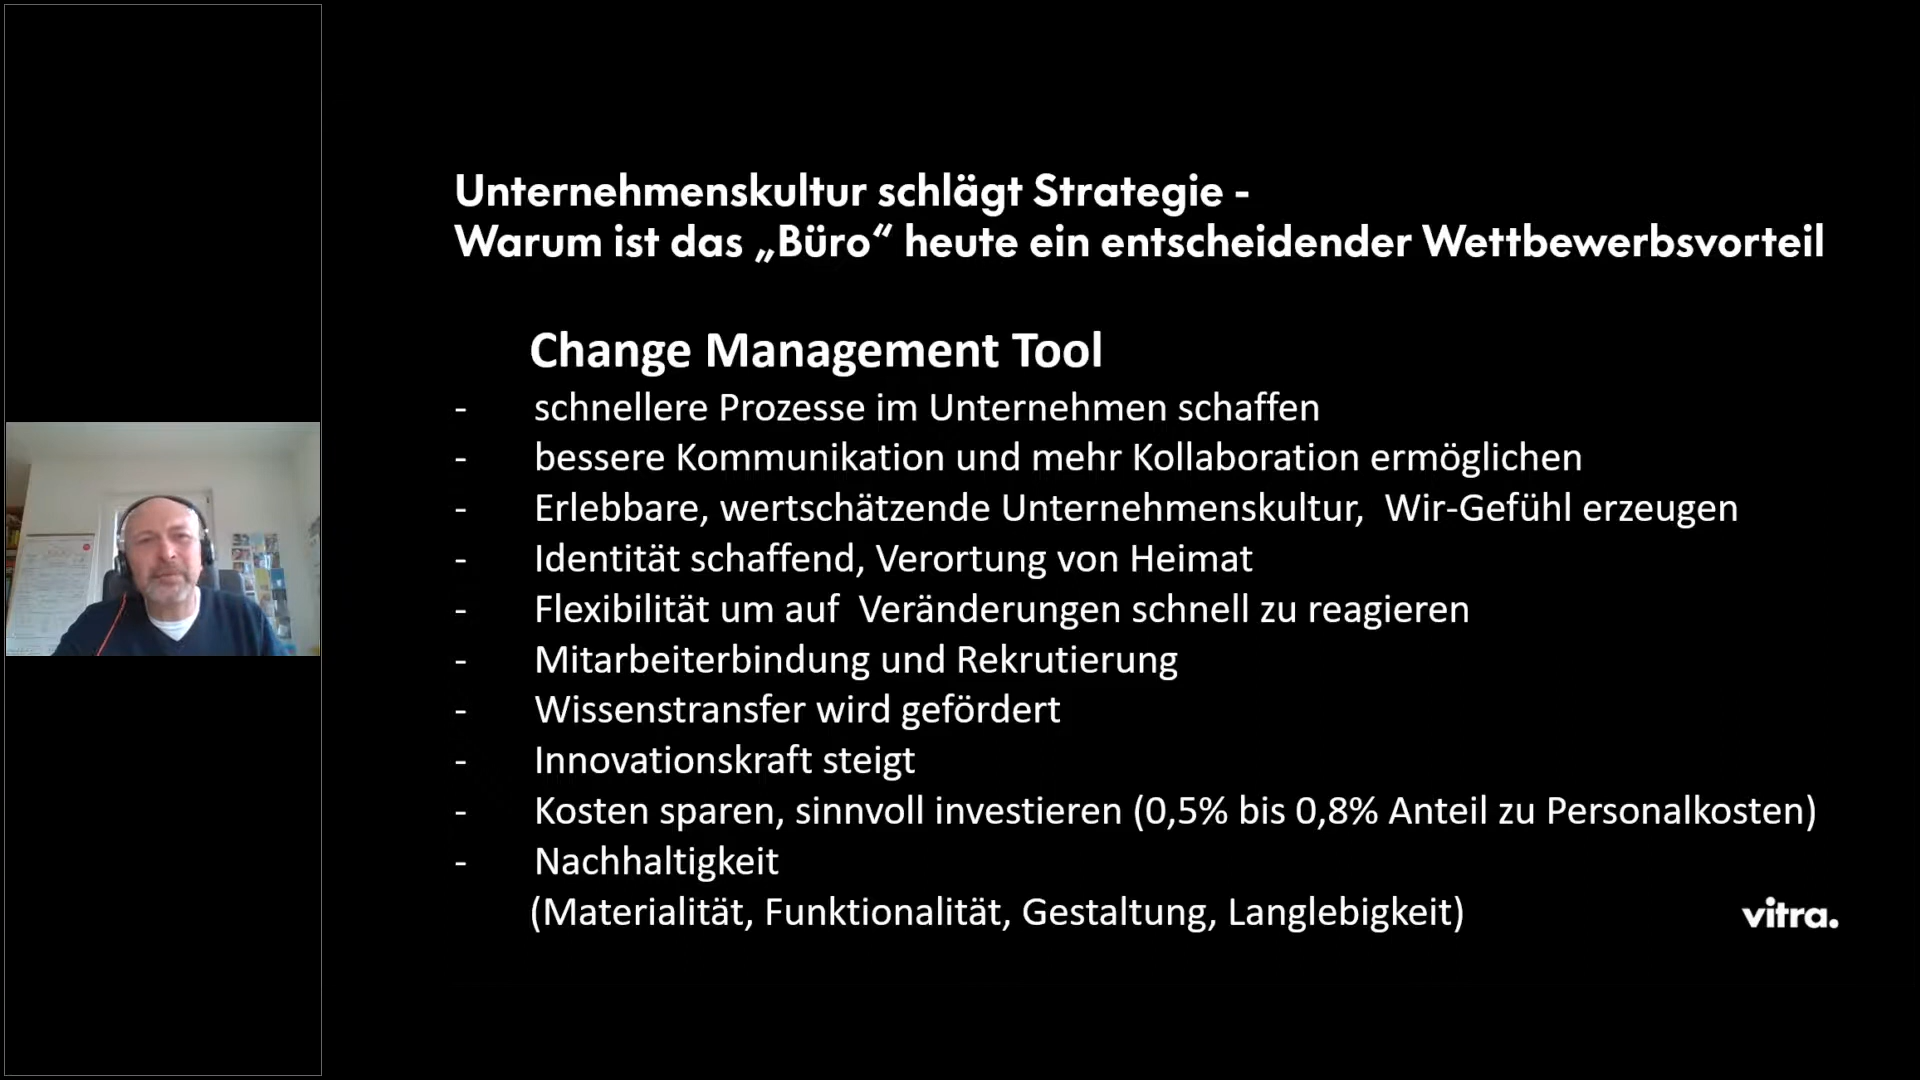 Unternehmenskultur schlägt Strategie -
Warum ist das „Büro“ heute ein entscheidender Wettbewerbsvorteil
Change Management Tool
- schnellere Prozesse im Unternehmen schaffen
- bessere Kommunikation und mehr Kollaboration ermöglichen
- Erlebbare, wertschätzende Unternehmenskultur,  Wir-Gefühl erzeugen
- Identität schaffend, Verortung von Heimat
- Flexibilität um auf  Veränderungen schnell zu reagieren
- Mitarbeiterbindung und Rekrutierung
- Wissenstransfer wird gefördert
- Innovationskraft steigt
- Kosten sparen, sinnvoll investieren (0,5% bis 0,8% Anteil zu Personalkosten)
- Nachhaltigkeit
(Materialität, Funktionalität, Gestaltung, Langlebigkeit)
vitra.